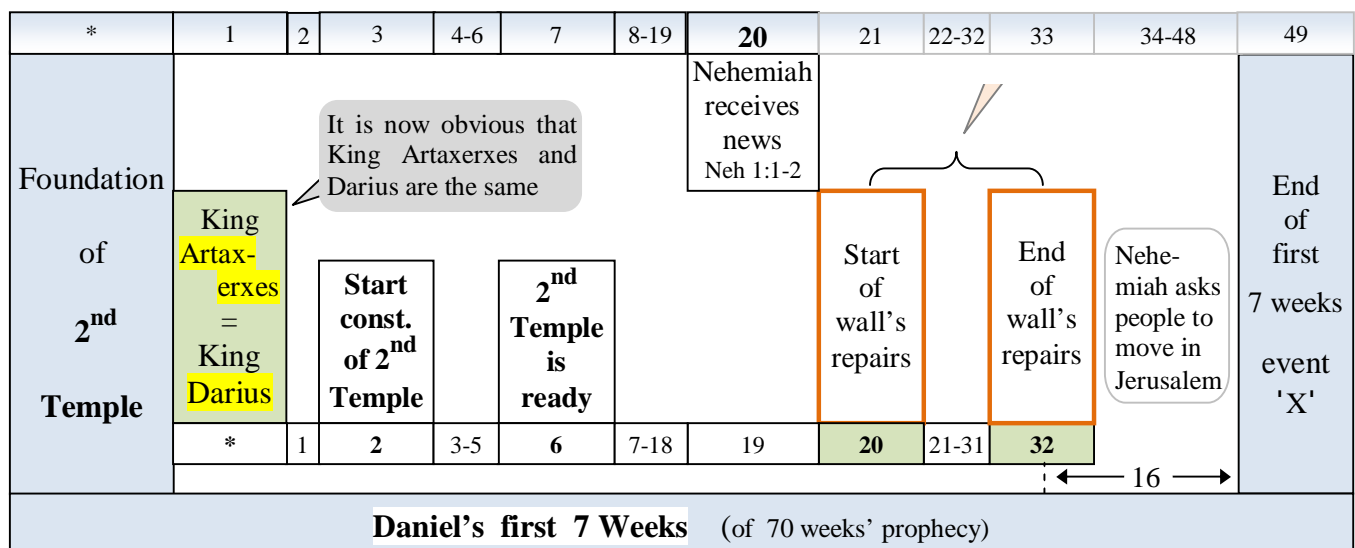 * 1 2 3 4-6 7 8-19 20 21 22-32 33 34-48 49
Foundation
of
2nd
Temple
King
Artax-
erxes
=
King
Darius
It is now obvious that
King Artaxerxes and
Darius are the same
Start
const.
of 2nd
Temple
2nd
Temple
is
ready
Nehemiah
receives
news
Neh 1:1-2
Start
of
wall's
repairs
End
of
wall's
repairs
Nehe-
miah asks
people to
move in
Jerusalem
End
of
first
7 weeks
event
'X'
* 1 2 3-5 6 7-18 19 20 21-31 32
16
Daniel's first 7 Weeks (of 70 weeks' prophecy)